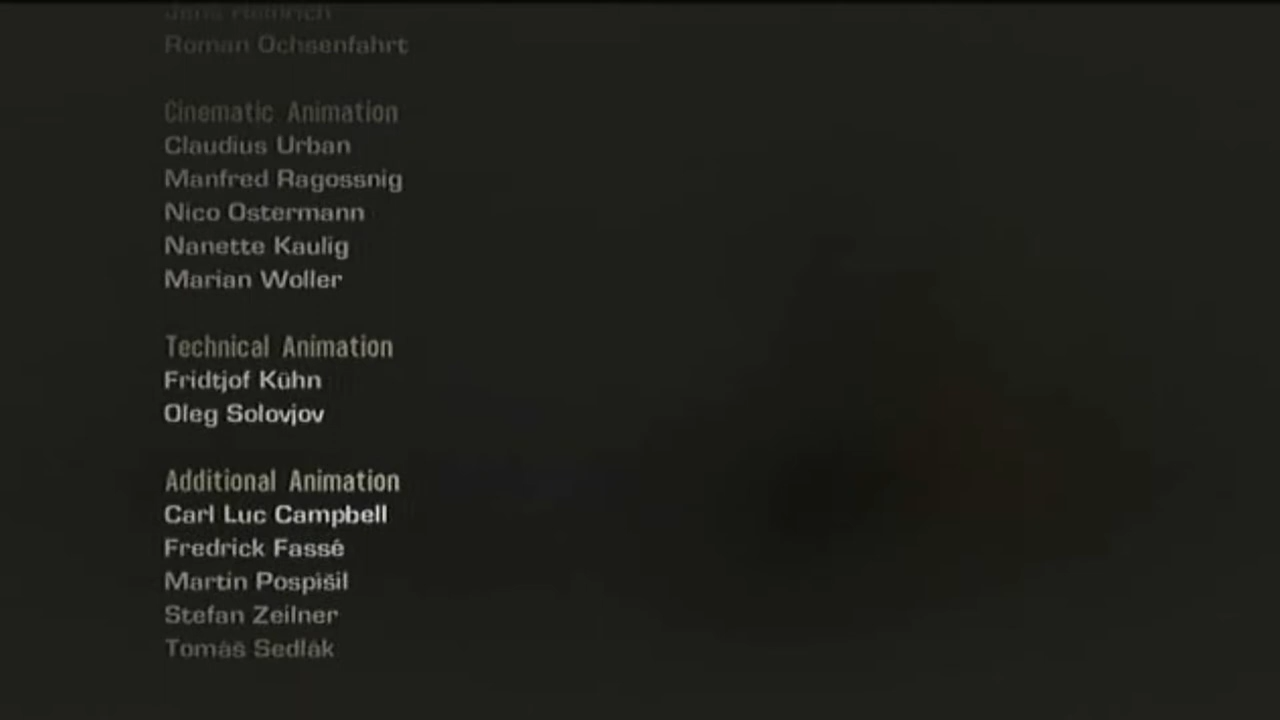 Roman Ochsenfahrt
Cinematic Animation
Claudius Urban
Manfred Ragossnig
Nico Ostermann
Nanette Kaulig
Marian Woller
Technical Animation
Fridtjof Kühn
Oleg Solovjov
Additional Animation
Carl Luc Campbell
Fredrick Fassé
Martin Pospíšil
Stefan Zeilner
Tomáš Sedlák